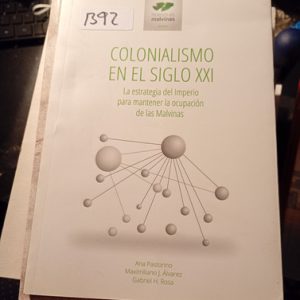 B92
malvinas
COLONIALISMO
EN EL SIGLO XXI
La estrategia del Imperio
para mantener la ocupación
de las Malvinas
Ana Pastorino
Maximiliano J. Álvarez
Gabriel H. Rosa